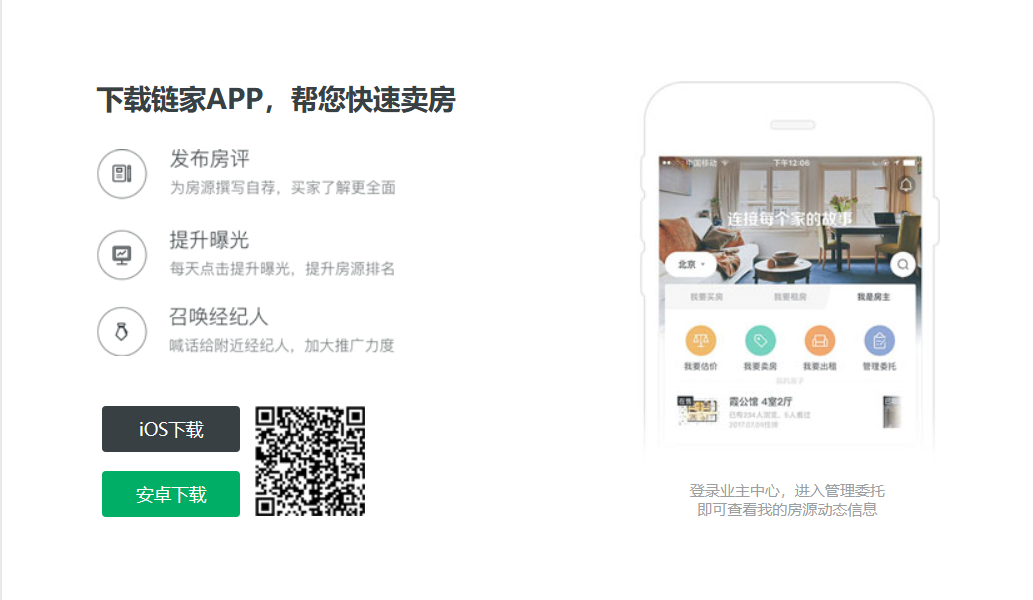 下载链家APP，帮您快速卖房
发布房评
为房源撰写自荐，买家了解更全面
提升曝光
每天点击提升曝光，提升房源排名
召唤经纪人
喊话给附近经纪人，加大推广力度
iOS下载
安卓下载
中国移动 下午12:06
连接每个家的故事
北京
我要买房 我要租房 我是房主
我要估价 我要卖房 我要出租 管理委托
我的房子
霞公馆 4室2厅
登录业主中心，进入管理委托
即可查看我的房源动态信息